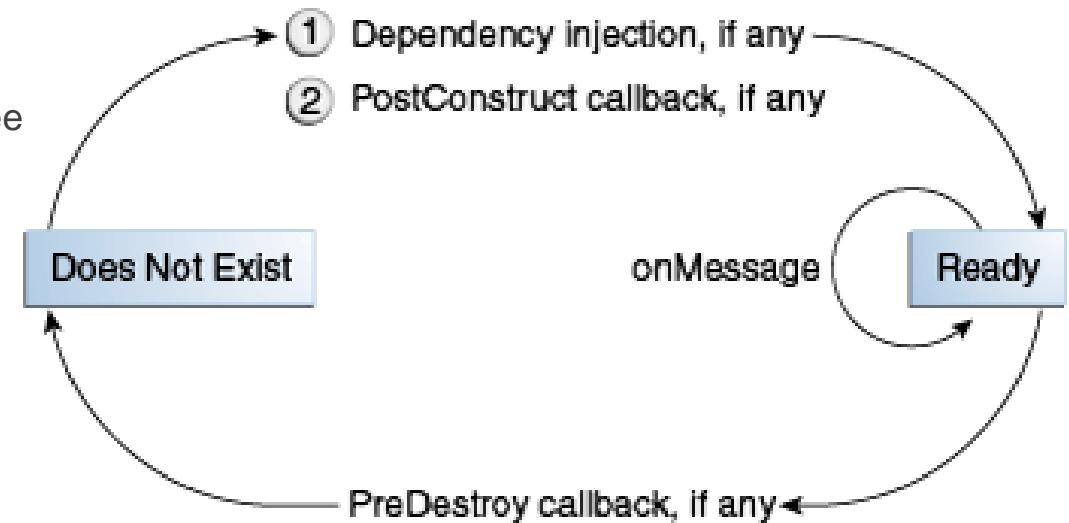 1 Dependency injection, if any
2 PostConstruct callback, if any
Does Not Exist
onMessage
Ready
PreDestroy callback, if any